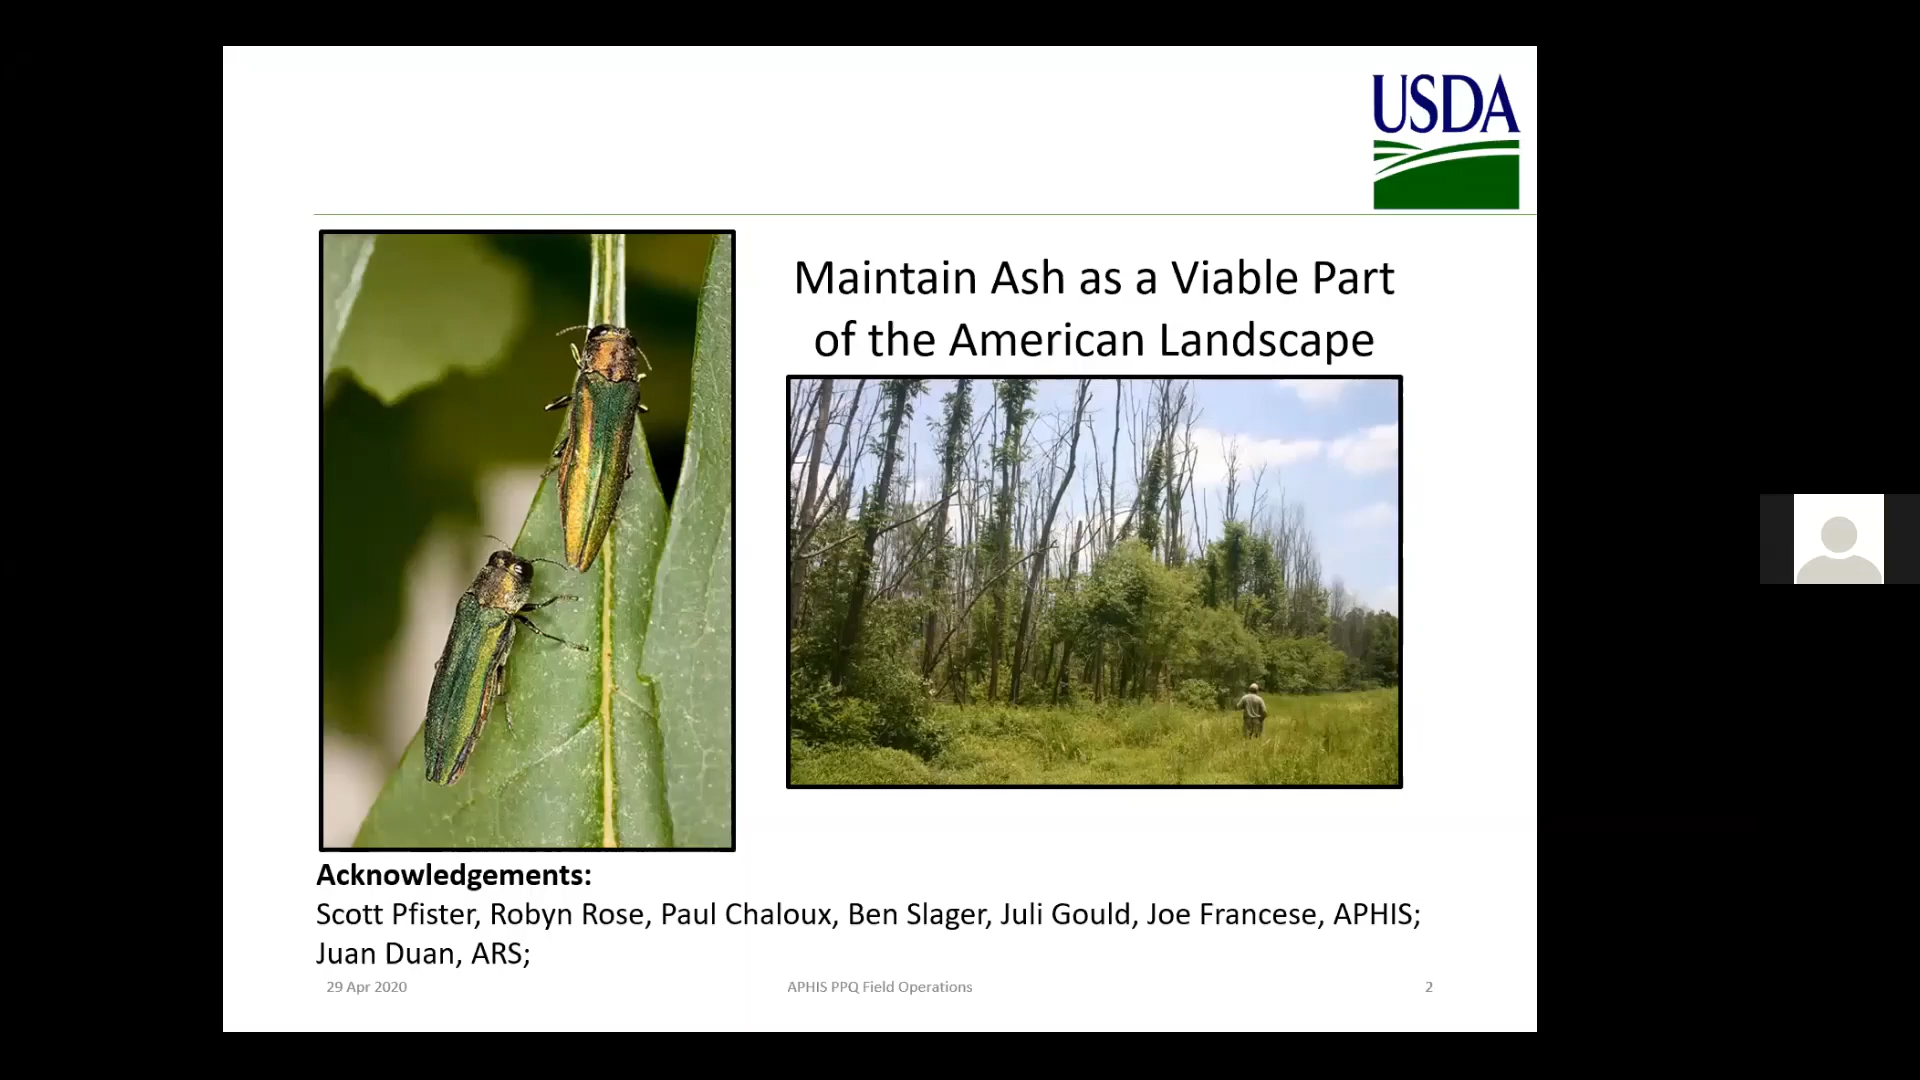 USDA
Maintain Ash as a Viable Part
of the American Landscape
Acknowledgements:
Scott Pfister, Robyn Rose, Paul Chaloux, Ben Slager, Juli Gould, Joe Francese, APHIS;
Juan Duan, ARS;
29 Apr 2020
APHIS PPQ Field Operations
2